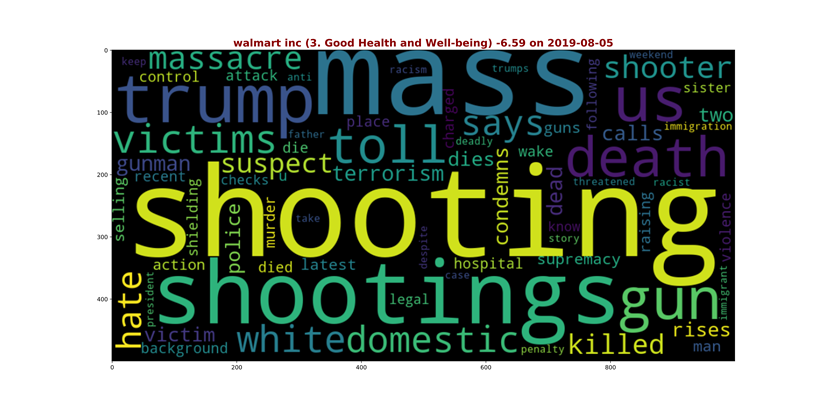 walmart inc (3. Good Health and Well-being) -6.59 on 2019-08-05
0
100
200
300
400
0
200
400
600
800
keep
massacre
control
attack
anti
mass
racism
trumps
weekend
shooter
sister
trump
following
us
two
immigration
charged
place
says
guns
calls
victims
father
die
toll
deadly
death
gunman
suspect
dies
wake
recent
checks
u
terrorism
condemns
dead
threatened
racist
selling
shielding
police
murder
take
shooting
know
story
raising
violence
despite
action
died
latest
hospital
case
supremacy
hate
president
shootings
legal
gun
immigrant
victim
background
white
domestic
penalty
killed
rises
man